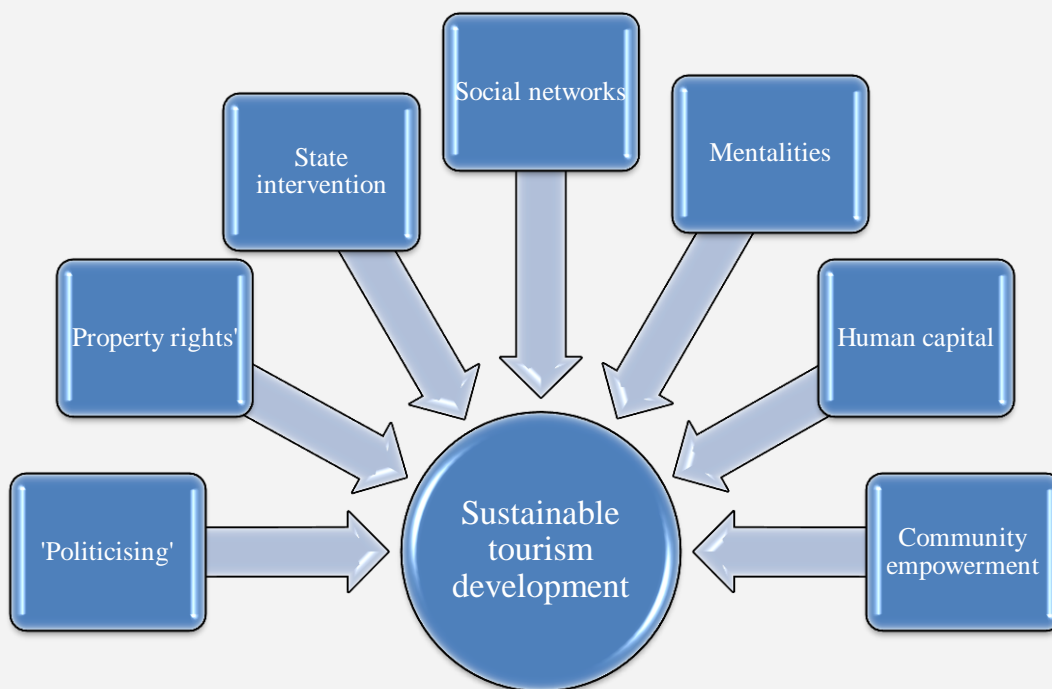 Social networks
State
intervention
Mentalities
Property rights'
Human capital
'Politicising'
Sustainable
tourism
development
Community
empowerment